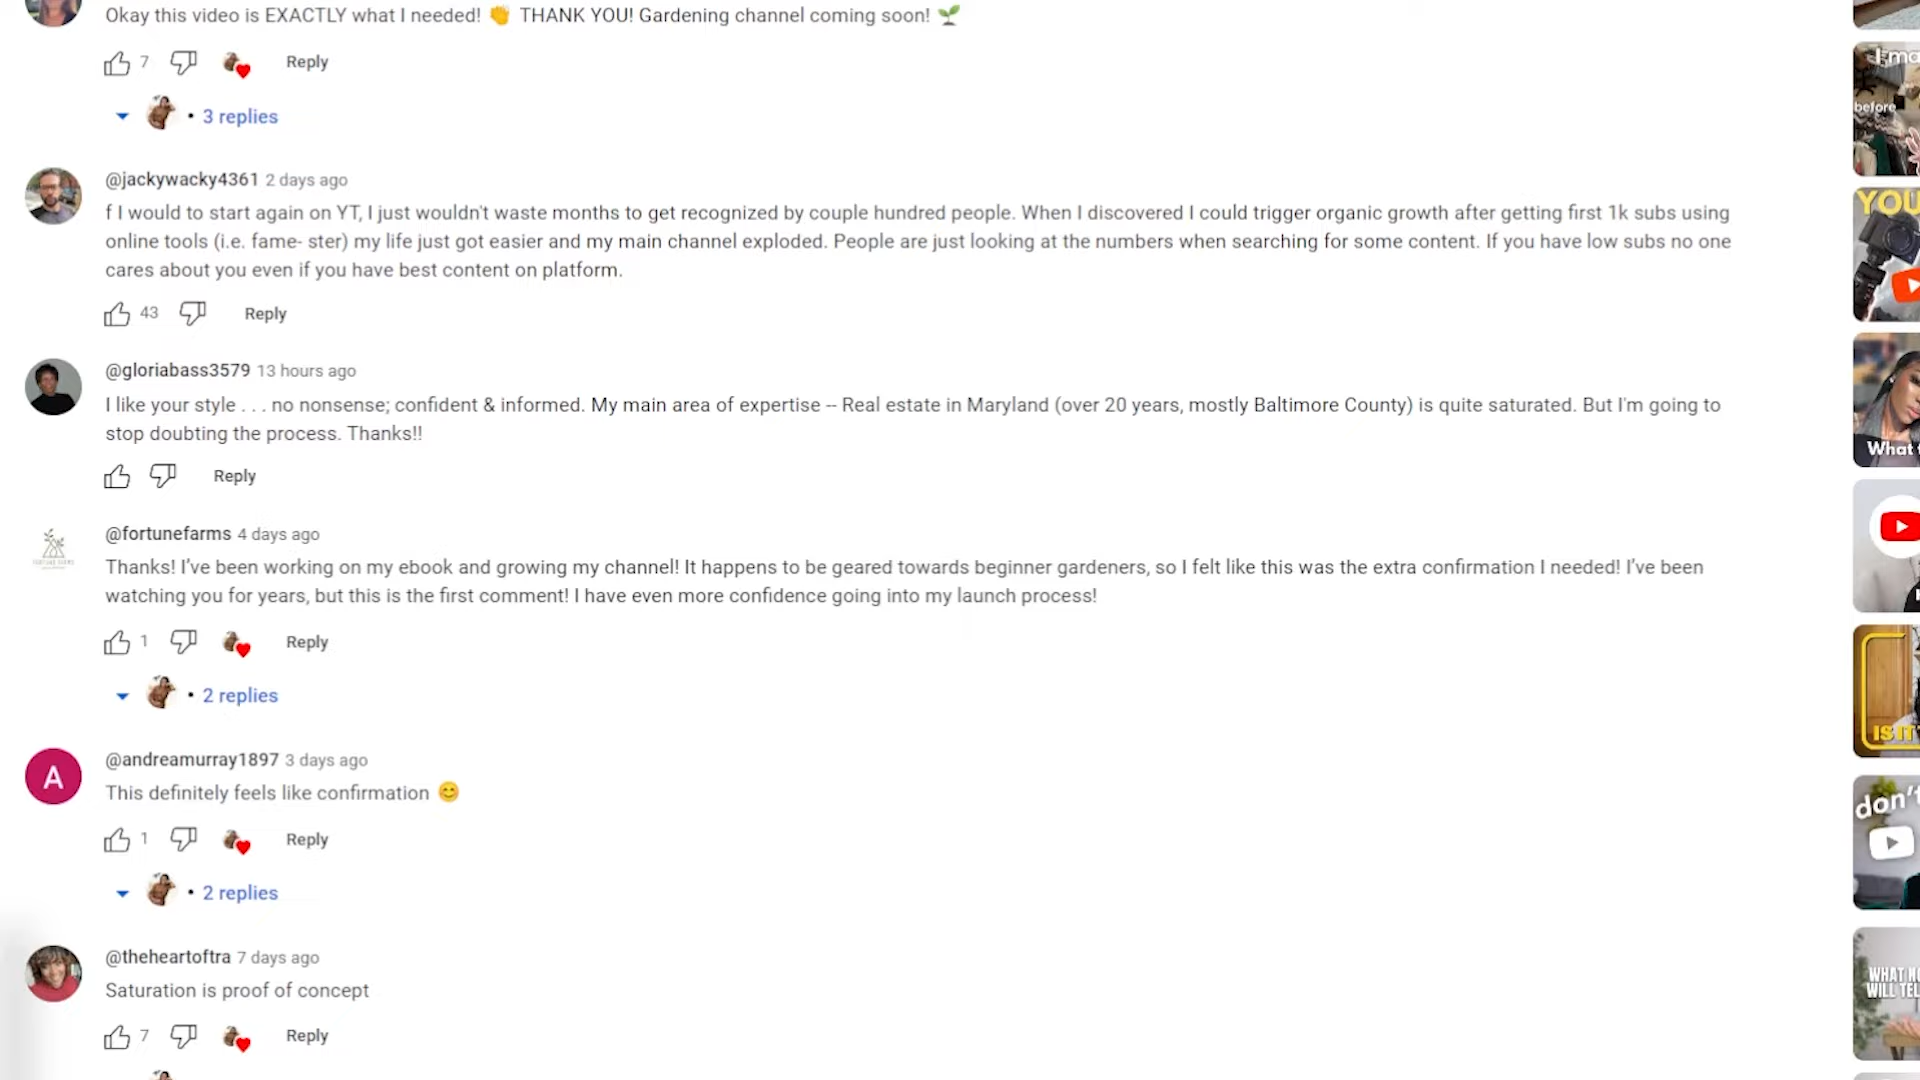 Okay this video is EXACTLY what I needed! 👏 THANK YOU! Gardening channel coming soon! 🌱
7 Reply
• 3 replies
@jackywacky4361 2 days ago
f I would to start again on YT, I just wouldn't waste months to get recognized by couple hundred people. When I discovered I could trigger organic growth after getting first 1k subs using
online tools (i.e. fame- ster) my life just got easier and my main channel exploded. People are just looking at the numbers when searching for some content. If you have low subs no one
cares about you even if you have best content on platform.
43 Reply
@gloriabass3579 13 hours ago
I like your style . . . no nonsense; confident & informed. My main area of expertise -- Real estate in Maryland (over 20 years, mostly Baltimore County) is quite saturated. But I'm going to
stop doubting the process. Thanks!!
Reply
@fortunefarms 4 days ago
Thanks! I've been working on my ebook and growing my channel! It happens to be geared towards beginner gardeners, so I felt like this was the extra confirmation I needed! I've been
watching you for years, but this is the first comment! I have even more confidence going into my launch process!
1 Reply
• 2 replies
A
@andreamurray1897 3 days ago
This definitely feels like confirmation 😊
1 Reply
• 2 replies
@theheartoftra 7 days ago
Saturation is proof of concept
7 Reply
before
YOU
What
IS IT
don't
WHAT NO
WILL TEL